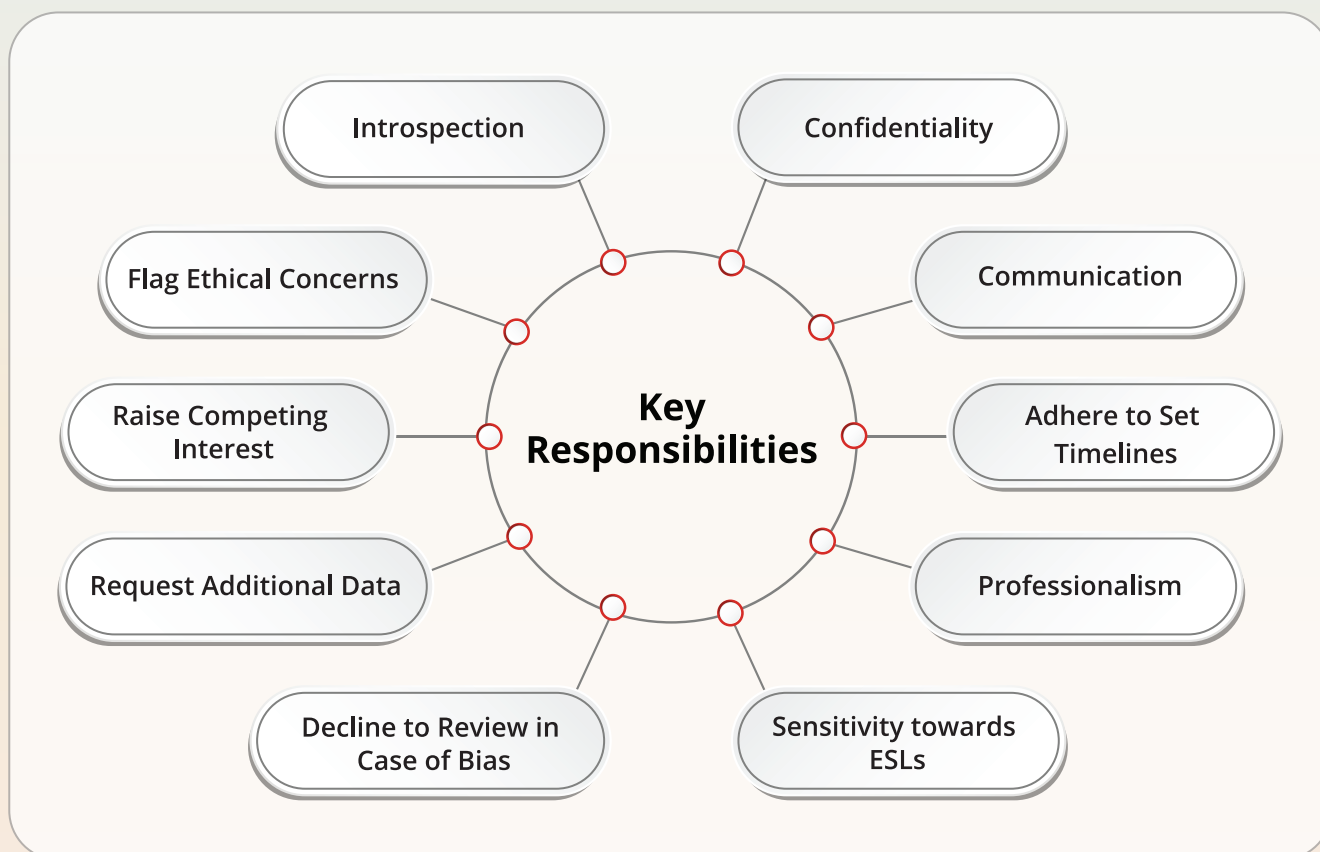 Introspection
Confidentiality
Flag Ethical Concerns
Communication
Raise Competing
Interest
Key
Responsibilities
Adhere to Set
Timelines
Request Additional Data
Professionalism
Decline to Review in
Case of Bias
Sensitivity towards
ESLs